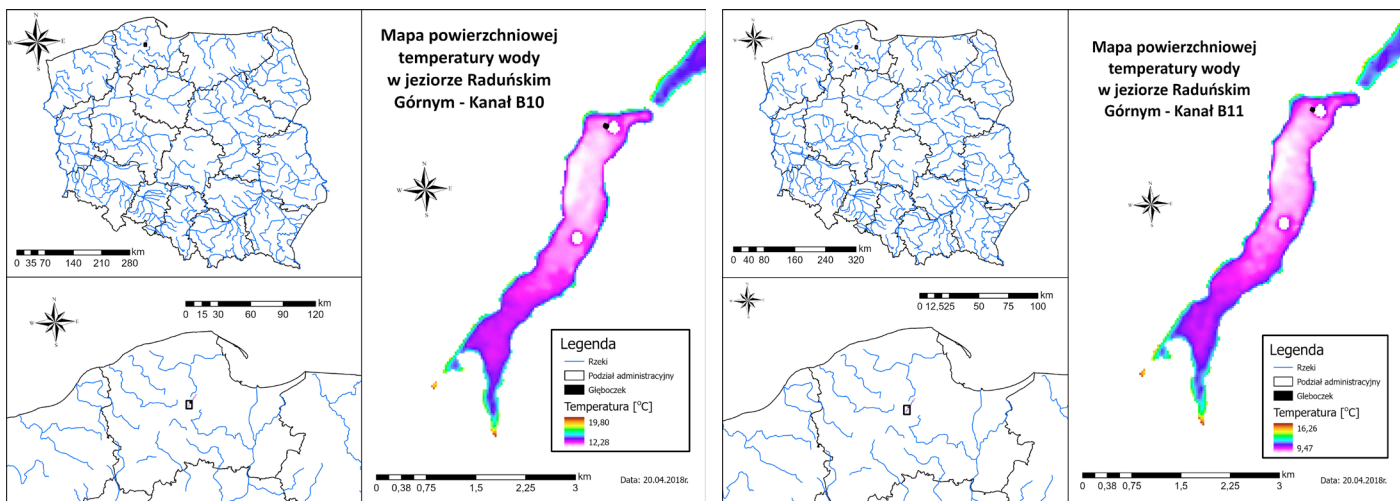 N
W
E
S
0 35 70 140 210 280
km
N
W
E
S
0 15 30 60 90 120
km
Mapa powierzchniowej
temperatury wody
w jeziorze Raduńskim
Górnym - Kanał B10
N
W
E
S
Legenda
Rzeki
Podział administracyjny
Głęboczek
Temperatura [°C]
19,80
12,28
km
0 0,38 0,75 1,5 2,25 3
Data: 20.04.2018r.
N
W
E
S
km
0 40 80 160 240 320
N
W
E
S
km
0 12,525 50 75 100
Mapa powierzchniowej
temperatury wody
w jeziorze Raduńskim
Górnym - Kanał B11
N
W
E
S
Legenda
Rzeki
Podział administracyjny
Gleboczek
Temperatura [°C]
16,26
9,47
km
0 0,38 0,75 1,5 2,25 3
Data: 20.04.2018r.